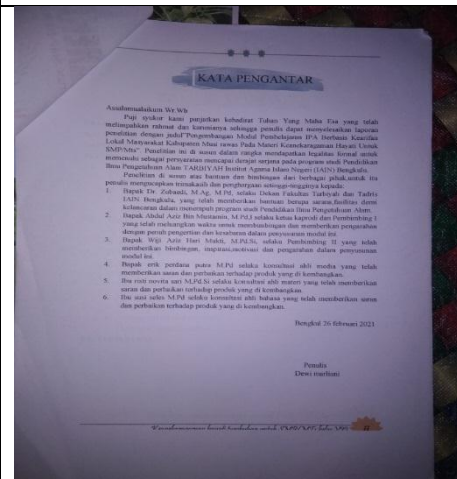 KATA PENGANTAR
Assalamualaikum Wr.Wb
Puji syukur kami panjatkan kehadirat Tuhan Yang Maha Esa yang telah
melimpahkan rahmat dan karunianya sehingga penulis dapat menyelesaikan laporan
penelitian dengan judul "Pengembangan Modul Pembelajaran IPA Berbasis Kearifan
Lokal Masyarakat Kabupaten Musi rawas Pada Materi Keanekaragaman Hayati Untuk
SMP/Mts" Penelitian ini di susun dalam rangka mendapatkan legalitas formal untuk
memenuhi sebagai persyaratan mencapai derajat sarjana pada program studi Pendidikan
Ilmu Pengetahuan Alam TARBIYAH Institut Agama Islam Negeri (IAIN) Bengkulu.
Penelitian di susun atas bantuan dan bimbingan dari berbagai pihak,untuk itu
penulis mengucapkan terimakasih dan penghargaan setinggi-tingginya kepada:
1. Bapak Dr. Zubaedi, M.Ag, M.Pd, selaku Dekan Fakultas Tarbiyah dan Tadris
IAIN Bengkulu, yang telah memberikan bantuan berupa sarana,fasilitas demi
kelancaran dalam menempuh program studi Pendidikan Ilmu Pengetahuan Alam.
2. Bapak Abdul Aziz Bin Mustamin, M.Pd.I selaku ketua kaprodi dan Pembimbing I
yang telah meluangkan waktu untuk membimbing dan memberikan pengarahan
dengan penuh pengertian dan kesabaran dalam penyusunan modul ini.
3. Bapak Wiji Aziz Hari Mukti, M.Pd.Si, selaku Pembimbing II yang telah
memberikan bimbingan, inspirasi,motivasi dan pengarahan dalam penyusunan
modul ini.
4. Bapak erik perdana putra M.Pd selaku konsultasi ahli media yang telah
memberikan saran dan perbaikan terhadap produk yang di kembangkan.
5. Ibu rozi novita sari M.Pd.Si selaku konsultasi ahli materi yang telah memberikan
saran dan perbaikan terhadap produk yang di kembangkan.
6. Ibu susi seles M.Pd selaku konsultasi ahli bahasa yang telah memberikan saran
dan perbaikan terhadap produk yang di kembangkan.
Bengkul 26 februari 2021
Penulis
Dewi